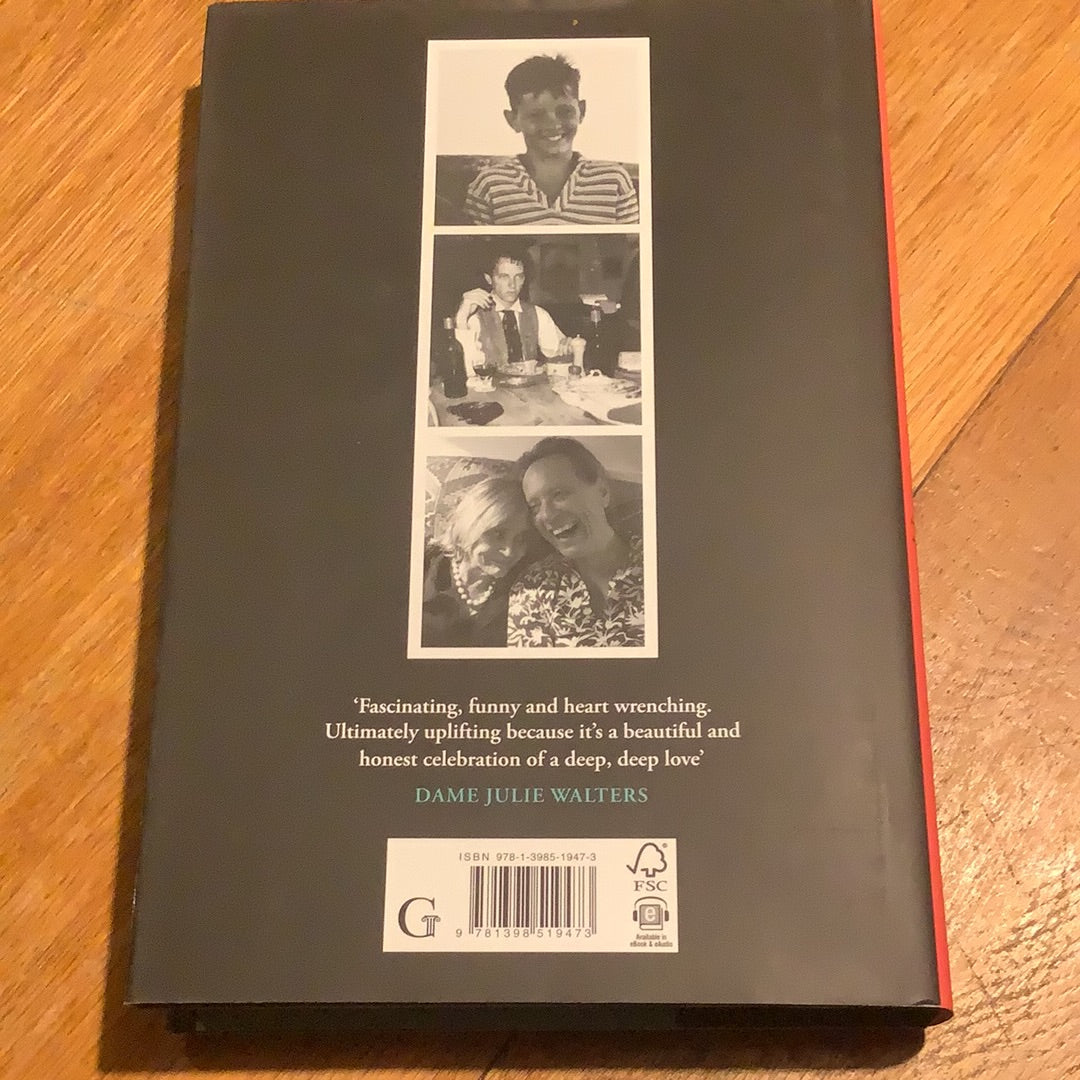 ‘Fascinating, funny and heart wrenching.
Ultimately uplifting because it’s a beautiful and
honest celebration of a deep, deep love’
DAME JULIE WALTERS
ISBN 978-1-3985-1947-3
9 781398 519473
G
FSC
e
Available in
eBook & eAudio